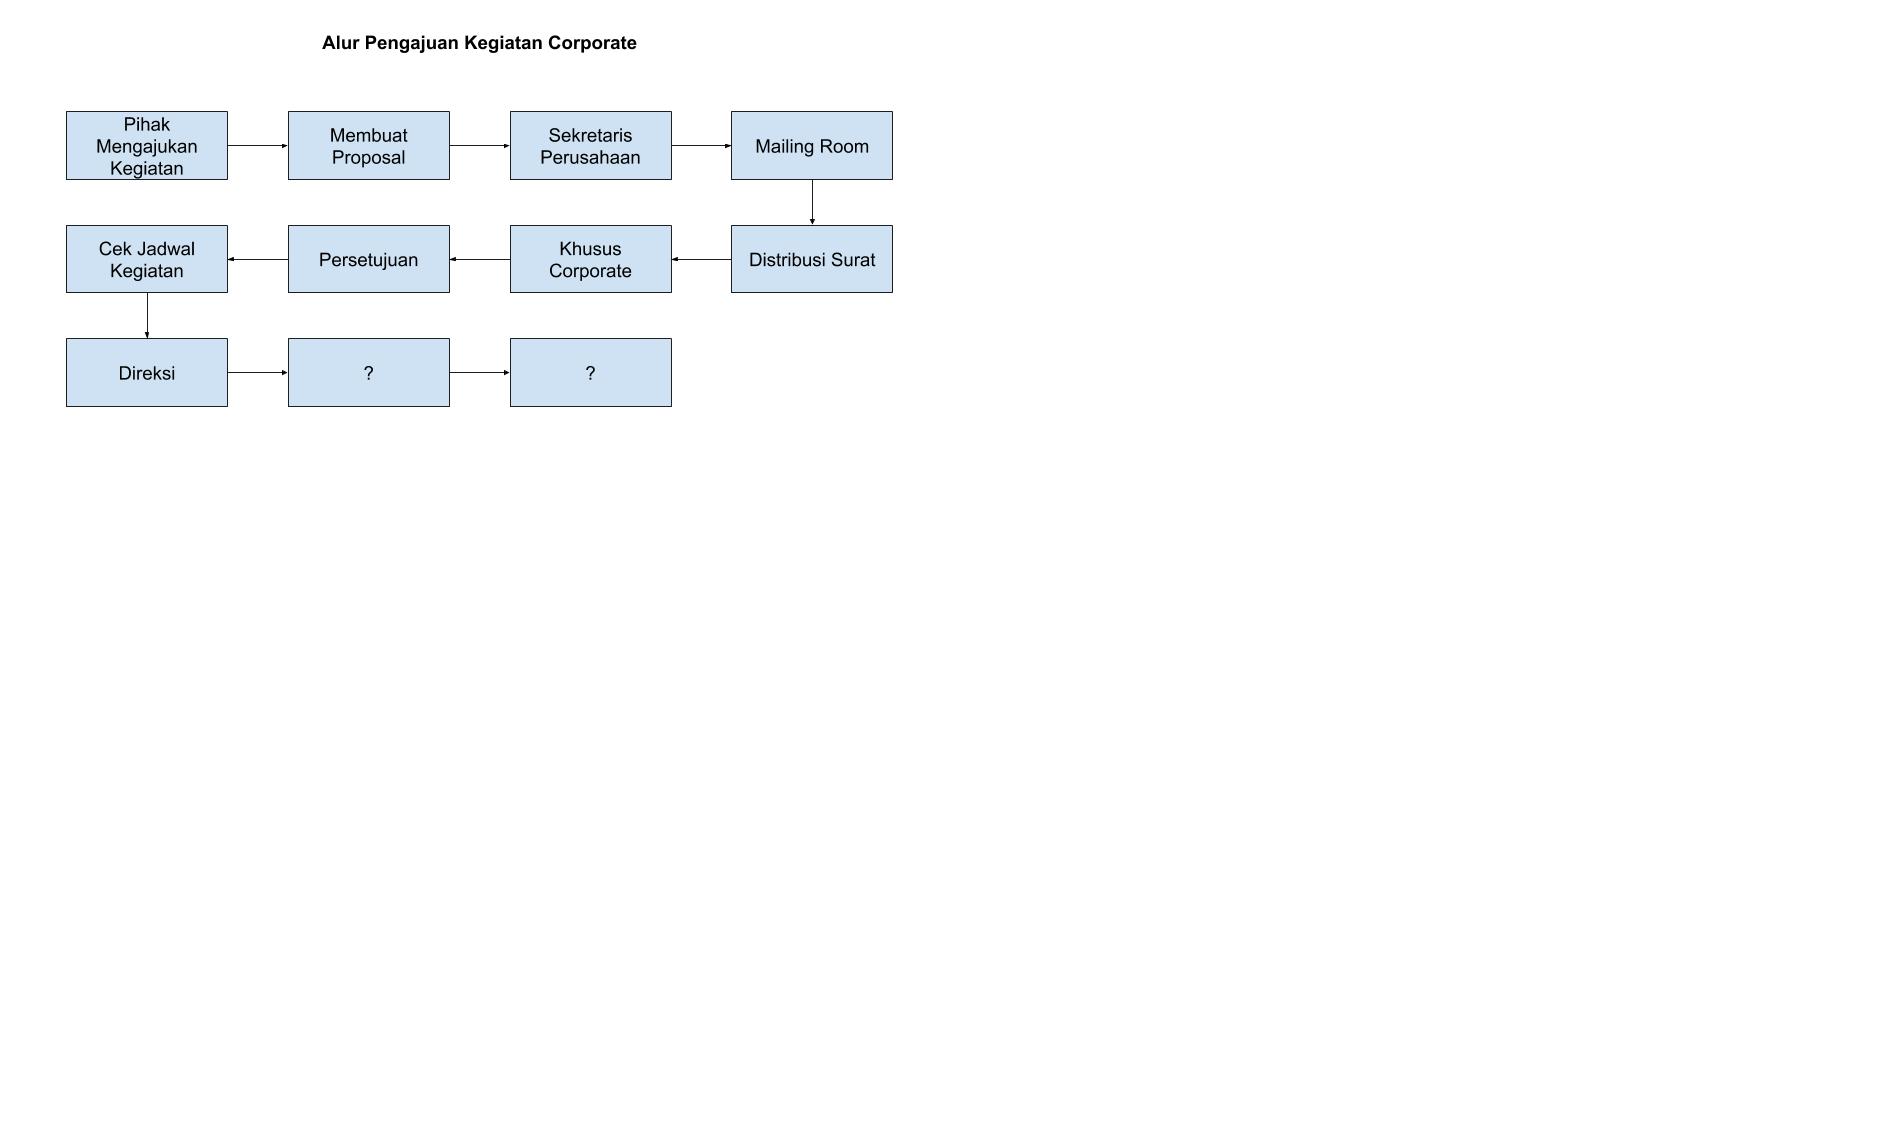 Alur Pengajuan Kegiatan Corporate
Pihak
Mengajukan
Kegiatan
Membuat
Proposal
Sekretaris
Perusahaan
Mailing Room
Cek Jadwal
Kegiatan
Persetujuan
Khusus
Corporate
Distribusi Surat
Direksi
?
?